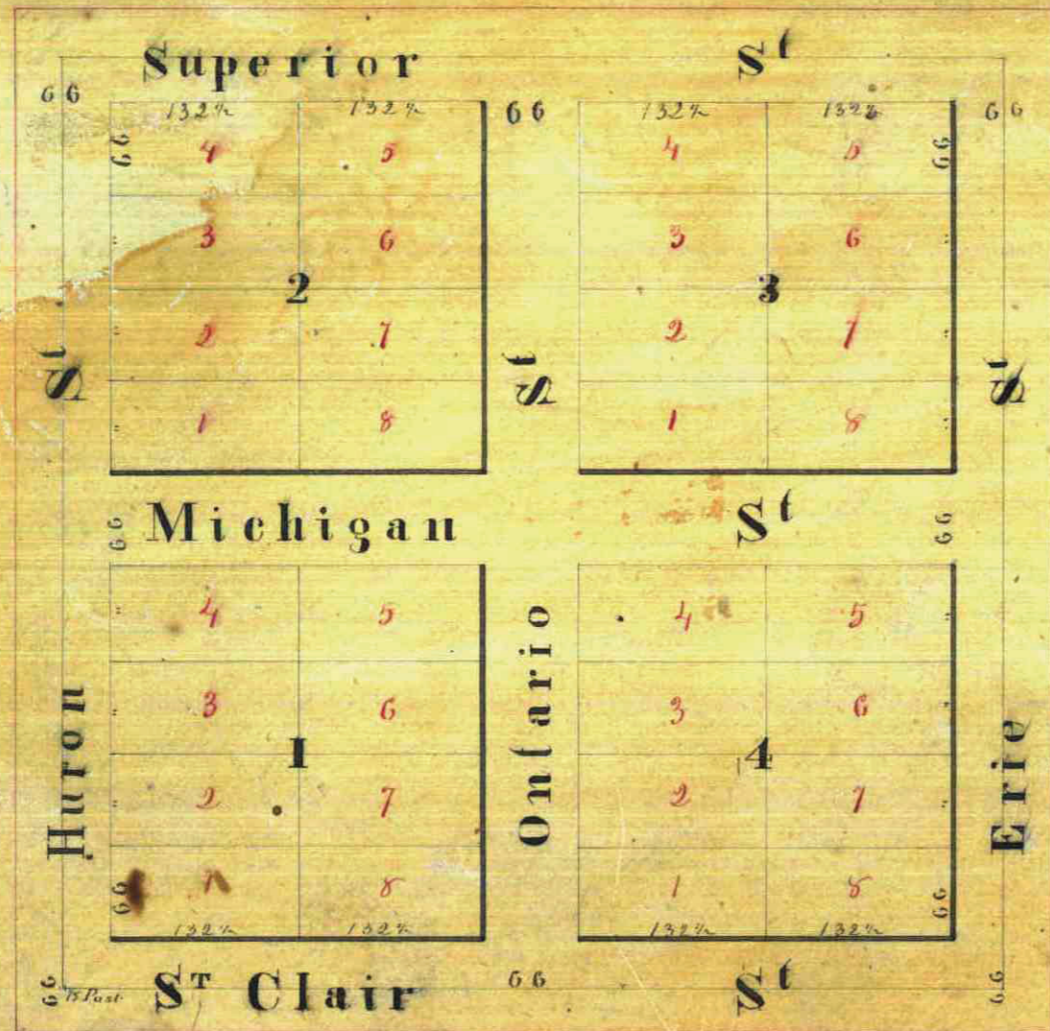 Superior St
66 66 66
132½ 132½ 132½ 132½
66 66
4 5 4 5
3 6 3 6
2 3
2 7 2 7
St St St
1 8 1 8
66 Michigan St 66
4 5 4 5
3 6 3 6
Huron 1 Ontario 4 Erie
2 7 2 7
1 8 1 8
66 66
132½ 132½ 132½ 132½
66 66 66
ST Clair St